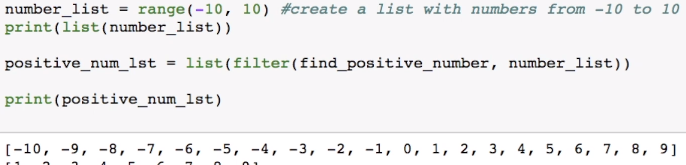 number_list = range(-10, 10) #create a list with numbers from -10 to 10
print(list(number_list))
positive_num_lst = list(filter(find_positive_number, number_list))
print(positive_num_lst)
[-10, -9, -8, -7, -6, -5, -4, -3, -2, -1, 0, 1, 2, 3, 4, 5, 6, 7, 8, 9]